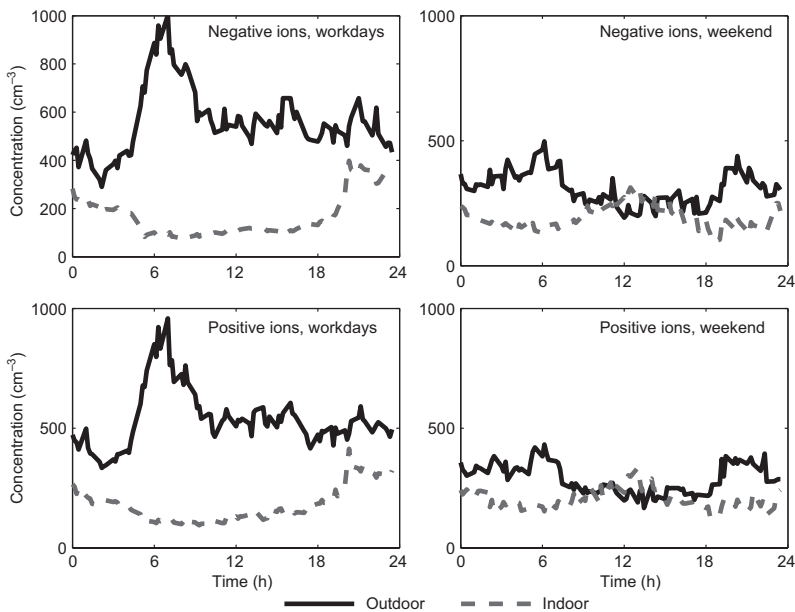 Negative ions, workdays
Concentration (cm⁻³)
1000
800
600
400
200
0
0 6 12 18 24
Negative ions, weekend
1000
500
0
0 6 12 18 24
Positive ions, workdays
Concentration (cm⁻³)
1000
500
0
0 6 12 18 24
Time (h)
Positive ions, weekend
1000
500
0
0 6 12 18 24
Time (h)
Outdoor Indoor